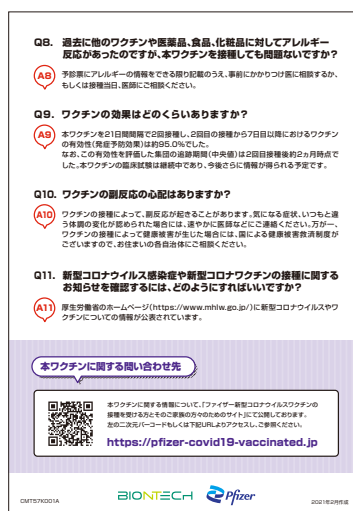 Q8. 過去に他のワクチンや医薬品、食品、化粧品に対してアレルギー
反応があったのですが、本ワクチンを接種しても問題ないですか?
A8 予診票にアレルギーの情報をできる限り記載のうえ、事前にかかりつけ医に相談するか、
もしくは接種当日、医師にご相談ください。
Q9. ワクチンの効果はどのくらいありますか?
A9 本ワクチンを21日間間隔で2回接種し、2回目の接種から7日目以降におけるワクチン
の有効性(発症予防効果)は約95.0%でした。
なお、この有効性を評価した集団の追跡期間(中央値)は2回目接種後約2ヵ月時点で
した。本ワクチンの臨床試験は継続中であり、今後さらに情報が得られる予定です。
Q10. ワクチンの副反応の心配はありますか?
A10 ワクチンの接種によって、副反応が起きることがあります。気になる症状、いつもと違
う体調の変化が認められた場合には、速やかに医師などにご連絡ください。万が一、
ワクチンの接種によって健康被害が生じた場合には、国による健康被害救済制度が
ございますので、お住まいの各自治体にご相談ください。
Q11. 新型コロナウイルス感染症や新型コロナワクチンの接種に関する
お知らせを確認するには、どのようにすればいいですか?
A11 厚生労働省のホームページ(https://www.mhlw.go.jp/)に新型コロナウイルスやワ
クチンについての情報が公表されています。
本ワクチンに関する問い合わせ先
本ワクチンに関する情報について、「ファイザー新型コロナウイルスワクチンの
接種を受ける方とそのご家族の方々のためのサイト」にて公開しております。
左の二次元バーコードもしくは下記URLよりアクセスし、ご参照ください。
https://pfizer-covid19-vaccinated.jp
CMT57K001A
BIONTECH
Pfizer
2021年2月作成